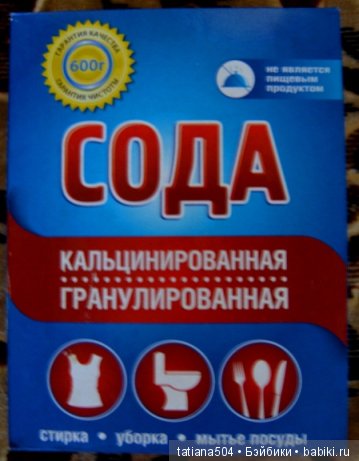 ГАРАНТИЯ КАЧЕСТВА
600г
ГАРАНТИЯ ЧИСТОТЫ
не является
пищевым
продуктом
СОДА
КАЛЬЦИНИРОВАННАЯ
ГРАНУЛИРОВАННАЯ
стирка • уборка • мытье посуды
tatiana504 • Бэйбики • babiki.ru